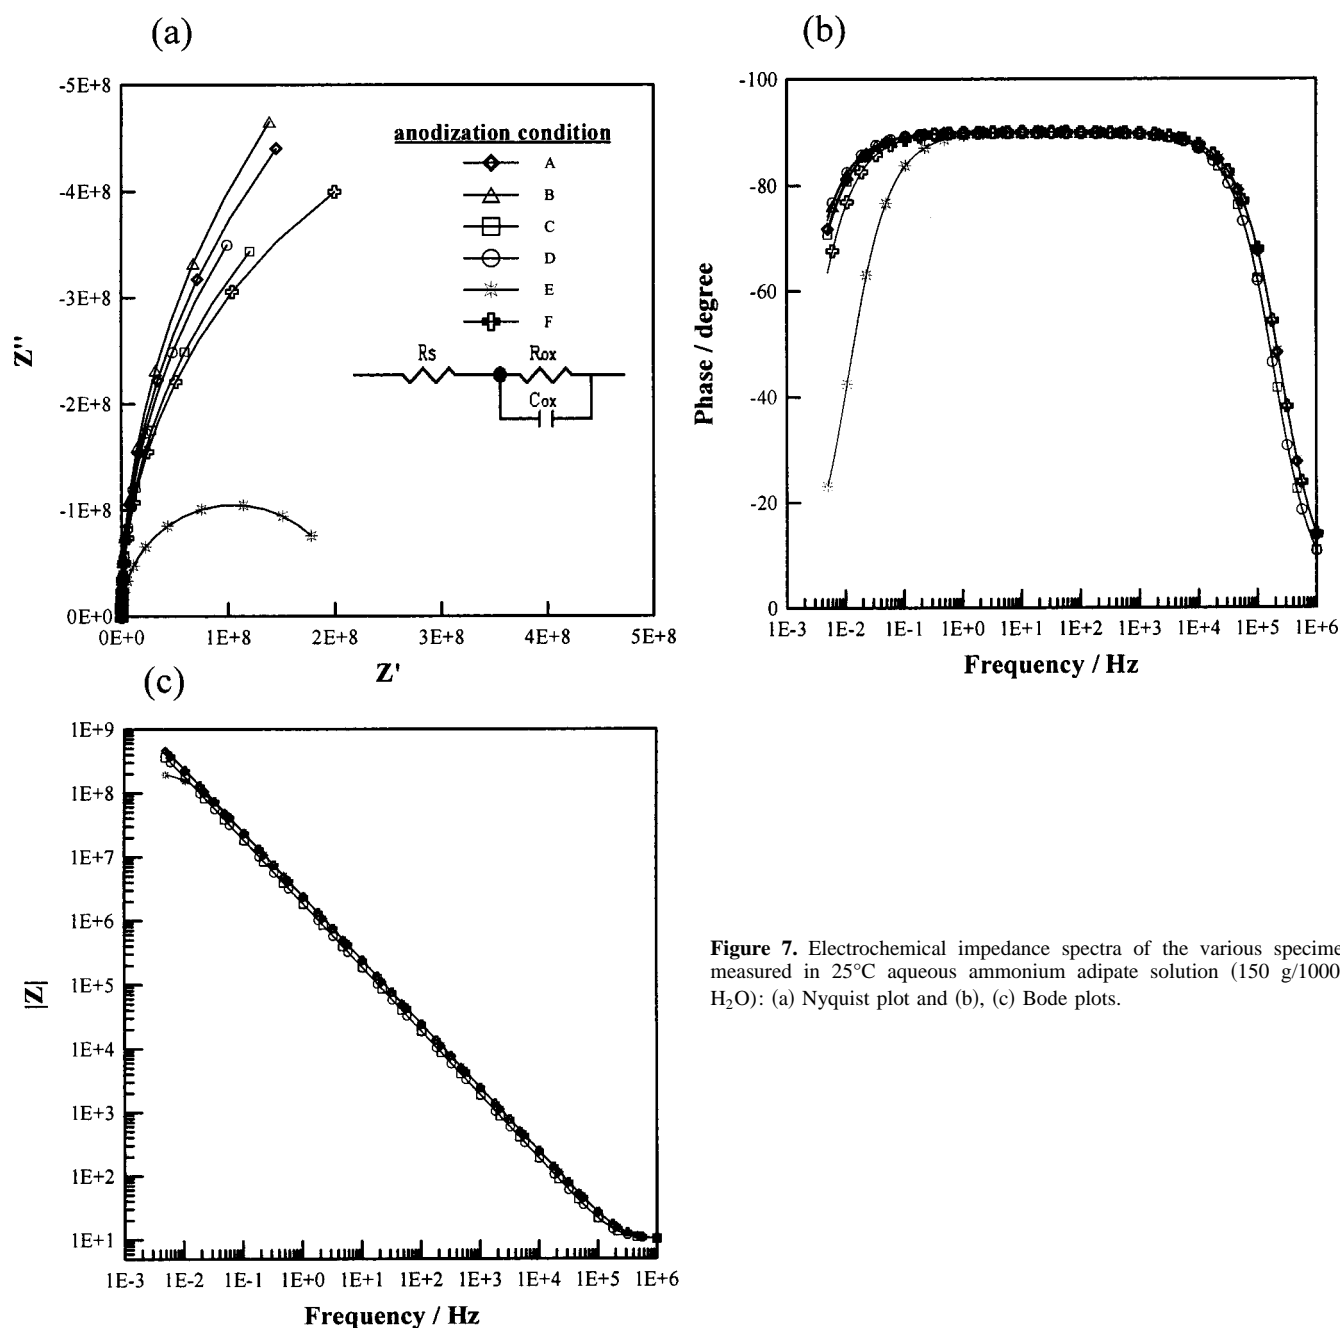 (a)
-5E+8
-4E+8
-3E+8
-2E+8
-1E+8
0E+0
Z''
anodization condition
A
B
C
D
E
F
Rs
Rox
Cox
0E+0 1E+8 2E+8 3E+8 4E+8 5E+8
Z'
(b)
-100
-80
-60
-40
-20
0
Phase / degree
1E-3 1E-2 1E-1 1E+0 1E+1 1E+2 1E+3 1E+4 1E+5 1E+6
Frequency / Hz
(c)
1E+9
1E+8
1E+7
1E+6
1E+5
1E+4
1E+3
1E+2
1E+1
|Z|
1E-3 1E-2 1E-1 1E+0 1E+1 1E+2 1E+3 1E+4 1E+5 1E+6
Frequency / Hz
Figure 7. Electrochemical impedance spectra of the various specime
measured in 25°C aqueous ammonium adipate solution (150 g/1000
H₂O): (a) Nyquist plot and (b), (c) Bode plots.